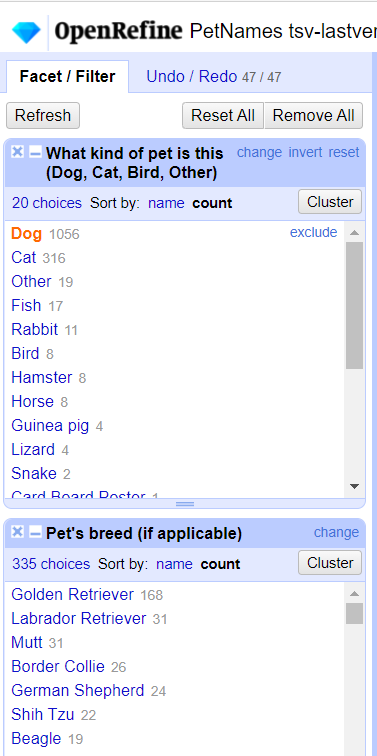 OpenRefine PetNames tsv-lastver
Facet / Filter Undo / Redo 47 / 47
Refresh Reset All Remove All
What kind of pet is this change invert reset
(Dog, Cat, Bird, Other)
20 choices Sort by: name count Cluster
Dog 1056 exclude
Cat 316
Other 19
Fish 17
Rabbit 11
Bird 8
Hamster 8
Horse 8
Guinea pig 4
Lizard 4
Snake 2
Card Board Poster 1
Pet's breed (if applicable) change
335 choices Sort by: name count Cluster
Golden Retriever 168
Labrador Retriever 31
Mutt 31
Border Collie 26
German Shepherd 24
Shih Tzu 22
Beagle 19